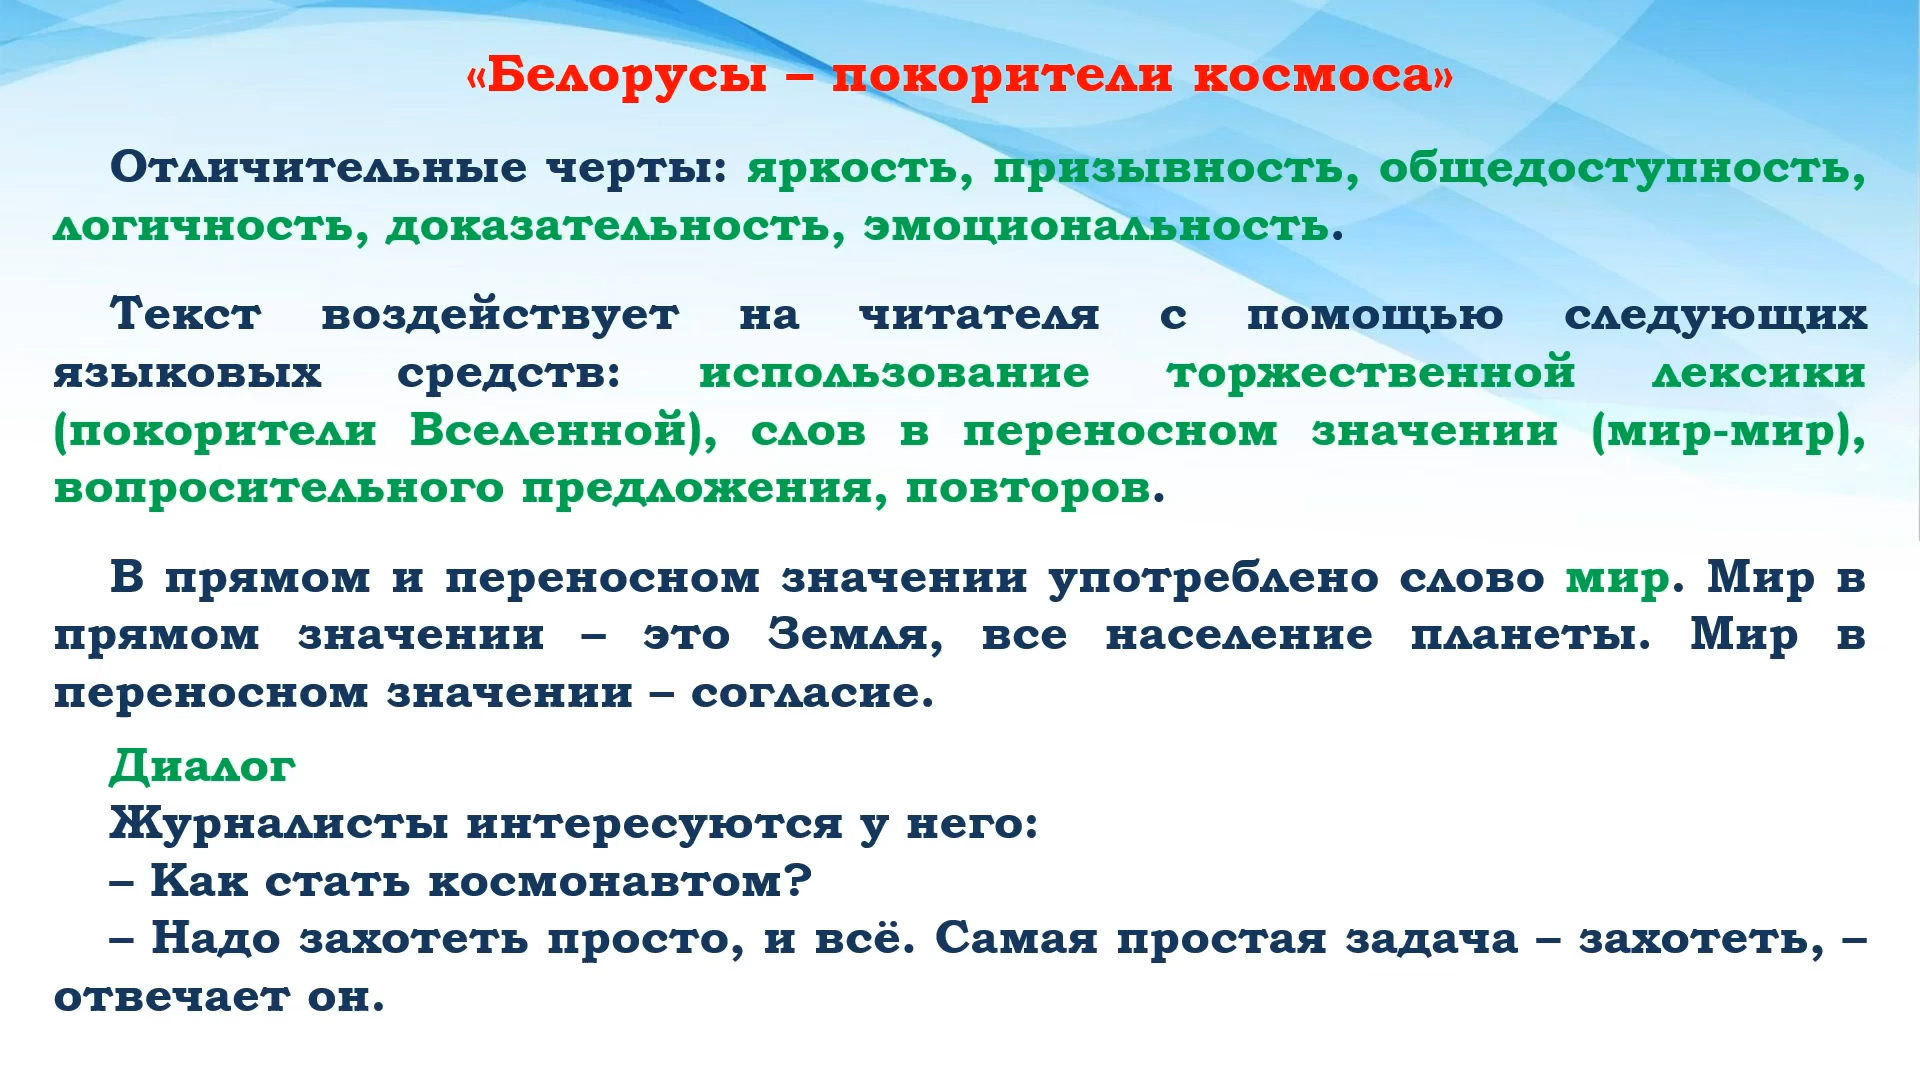 «Белорусы – покорители космоса»
Отличительные черты: яркость, призывность, общедоступность,
логичность, доказательность, эмоциональность.
Текст воздействует на читателя с помощью следующих
языковых средств: использование торжественной лексики
(покорители Вселенной), слов в переносном значении (мир-мир),
вопросительного предложения, повторов.
В прямом и переносном значении употреблено слово мир. Мир в
прямом значении – это Земля, все население планеты. Мир в
переносном значении – согласие.
Диалог
Журналисты интересуются у него:
– Как стать космонавтом?
– Надо захотеть просто, и всё. Самая простая задача – захотеть, –
отвечает он.